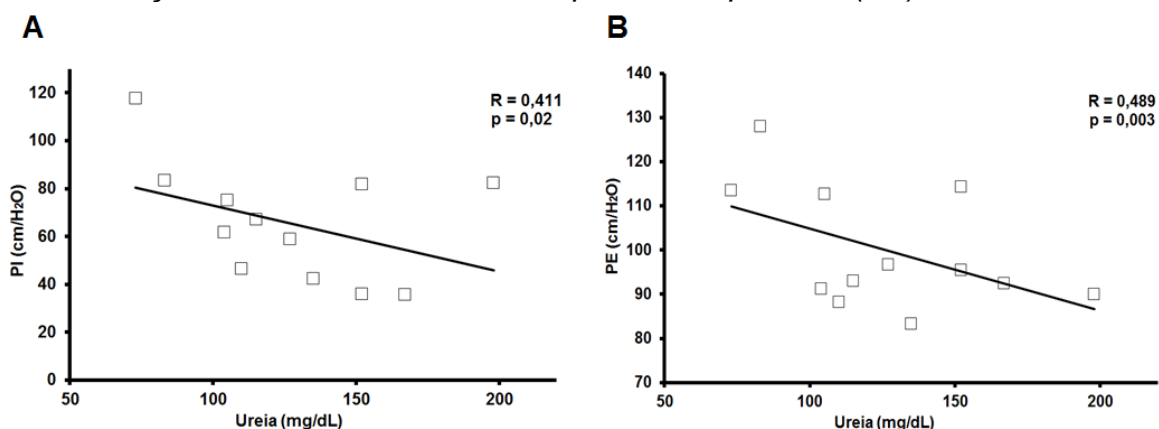 A
120
100
80
60
40
20
0
PI (cm/H₂O)
50
100
150
200
Ureia (mg/dL)
R = 0,411
p = 0,02
B
140
130
120
110
100
90
80
70
PE (cm/H₂O)
50
100
150
200
Ureia (mg/dL)
R = 0,489
p = 0,003